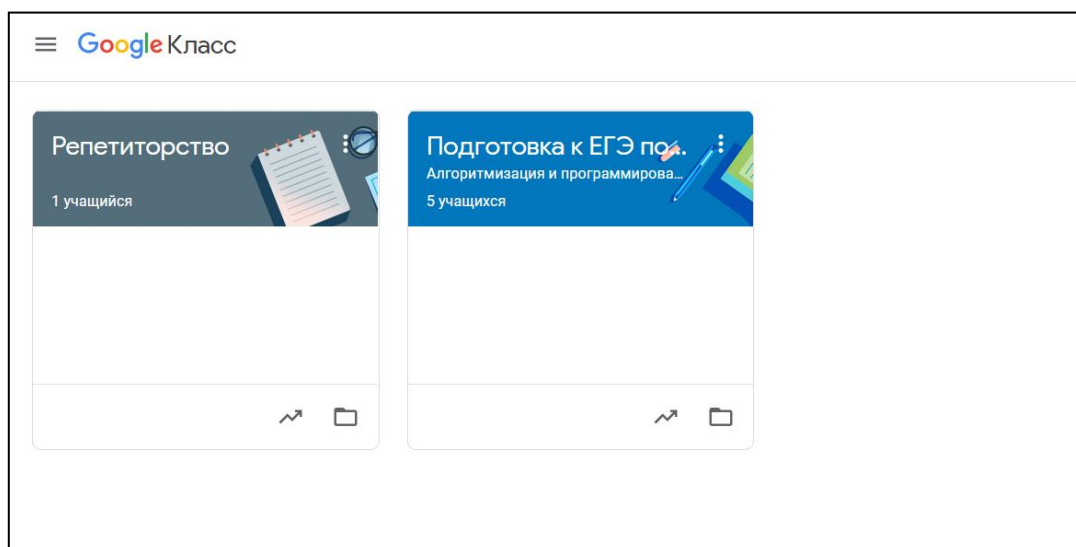 Google Класс
Репетиторство
1 учащийся
Подготовка к ЕГЭ по...
Алгоритмизация и программирова...
5 учащихся